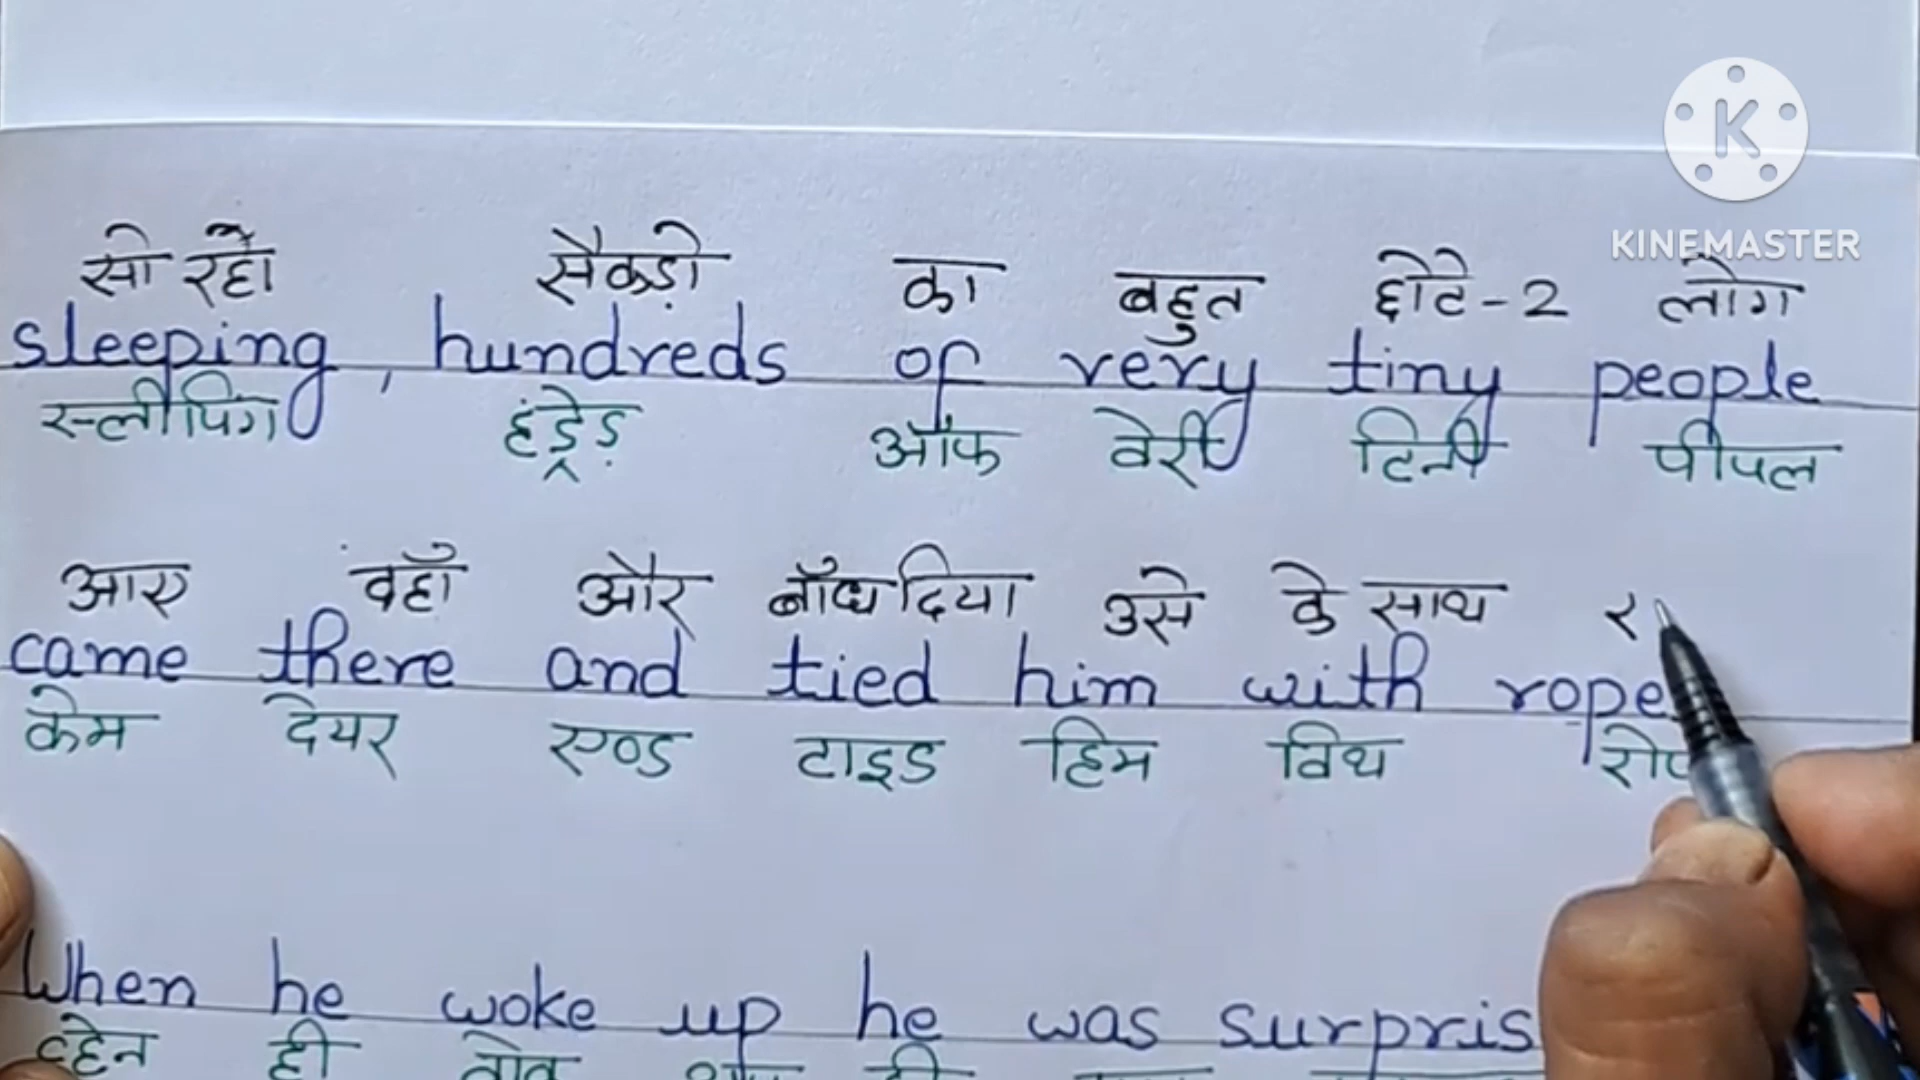 KINEMASTER
सो रहा सैकड़ो का बहुत छोटे-2 लोग
sleeping, hundreds of very tiny people
स्लीपिंग हंड्रेड़ ऑफ वेरी टिनी पीपल
आए वहाँ और बाँध दिया उसे के साथ र
came there and tied him with rope
केम देयर एण्ड टाइड हिम विथ रोप
When he woke up he was surpris
व्हेन ही